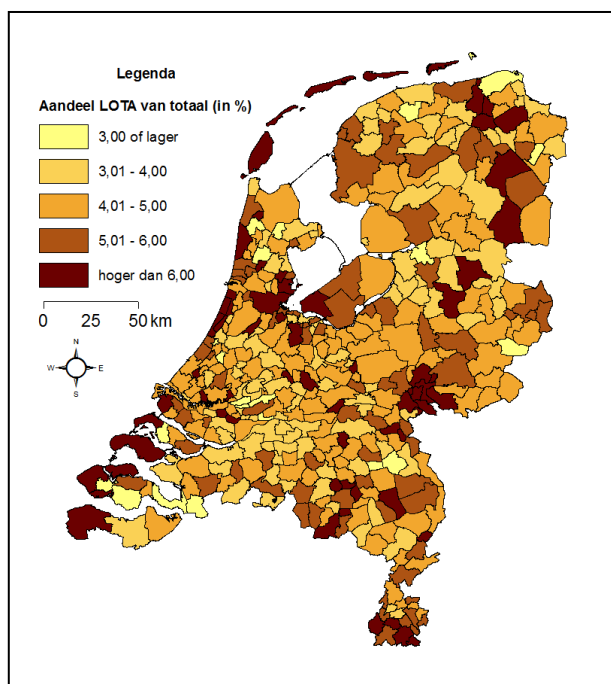 Legenda
Aandeel LOTA van totaal (in %)
3,00 of lager
3,01 - 4,00
4,01 - 5,00
5,01 - 6,00
hoger dan 6,00
0 25 50 km
N
W E
S